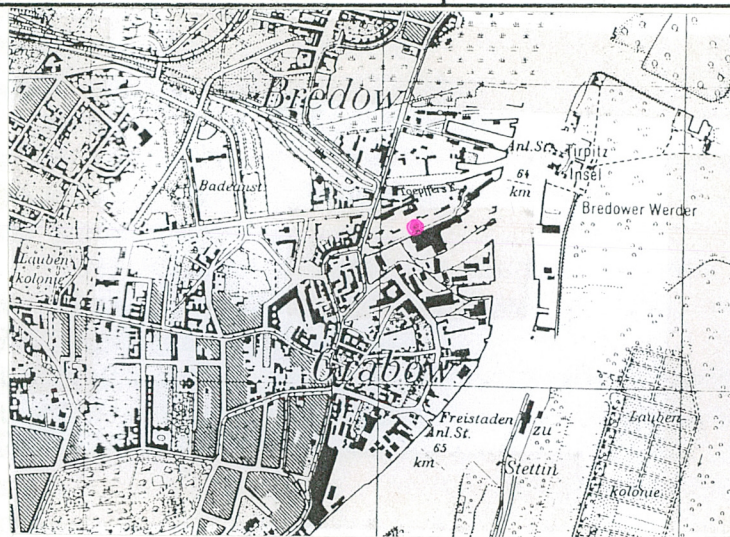 Bredow
Anl.St.
64
km
Tirpitz
Insel
Badeanst.
Toepffers P.
Bredower Werder
Lauben
kolonie
Grabow
Freistaden
zu
Anl.St.
65
km
Stettin
Lauben-
kolonie.